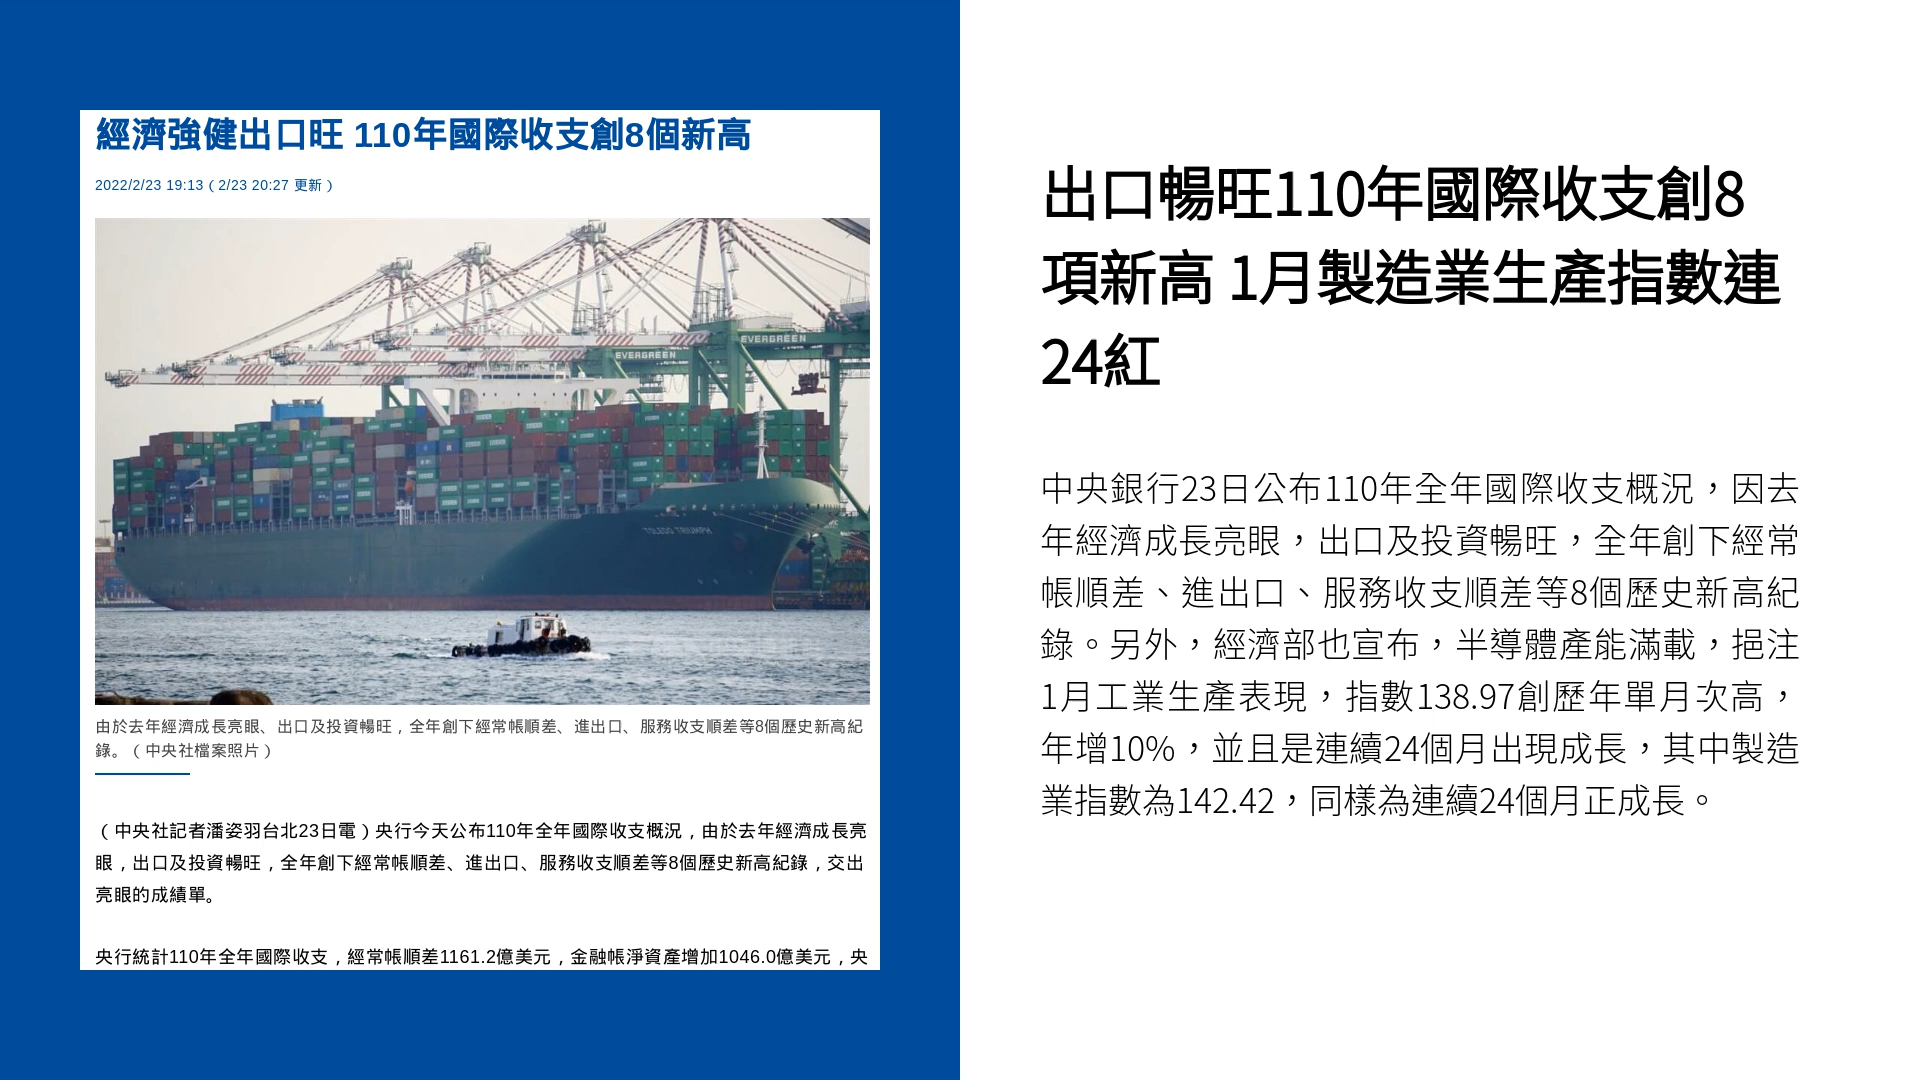 經濟強健出口旺 110年國際收支創8個新高
2022/2/23 19:13（2/23 20:27 更新）
EVERGREEN
EVERGREEN
TOLEDO TRIUMPH
由於去年經濟成長亮眼、出口及投資暢旺，全年創下經常帳順差、進出口、服務收支順差等8個歷史新高紀
錄。（中央社檔案照片）
（中央社記者潘姿羽台北23日電）央行今天公布110年全年國際收支概況，由於去年經濟成長亮
眼，出口及投資暢旺，全年創下經常帳順差、進出口、服務收支順差等8個歷史新高紀錄，交出
亮眼的成績單。
央行統計110年全年國際收支，經常帳順差1161.2億美元，金融帳淨資產增加1046.0億美元，央
出口暢旺110年國際收支創8
項新高 1月製造業生產指數連
24紅
中央銀行23日公布110年全年國際收支概況，因去
年經濟成長亮眼，出口及投資暢旺，全年創下經常
帳順差、進出口、服務收支順差等8個歷史新高紀
錄。另外，經濟部也宣布，半導體產能滿載，挹注
1月工業生產表現，指數138.97創歷年單月次高，
年增10%，並且是連續24個月出現成長，其中製造
業指數為142.42，同樣為連續24個月正成長。